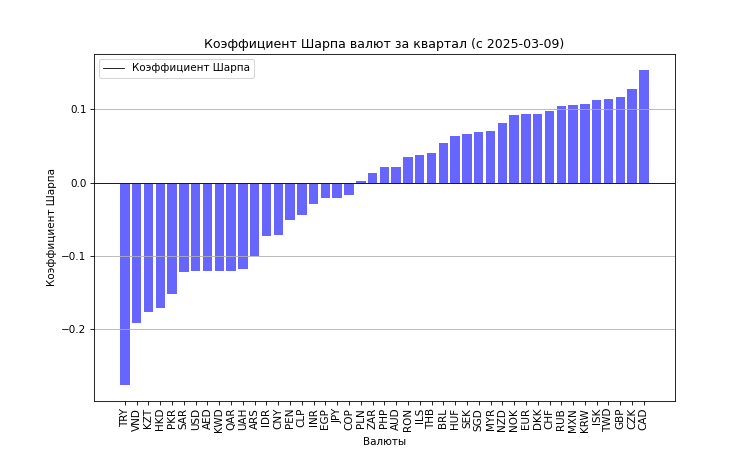 Коэффициент Шарпа валют за квартал (с 2025-03-09)
Коэффициент Шарпа
0.1
0.0
−0.1
−0.2
Коэффициент Шарпа
TRY VND KZT HKD PKR SAR USD AED KWD QAR UAH ARS IDR CNY PEN CLP INR EGP JPY COP PLN ZAR PHP AUD RON ILS THB BRL HUF SEK SGD MYR NZD NOK EUR DKK CHF RUB MXN KRW ISK TWD GBP CZK CAD
Валюты